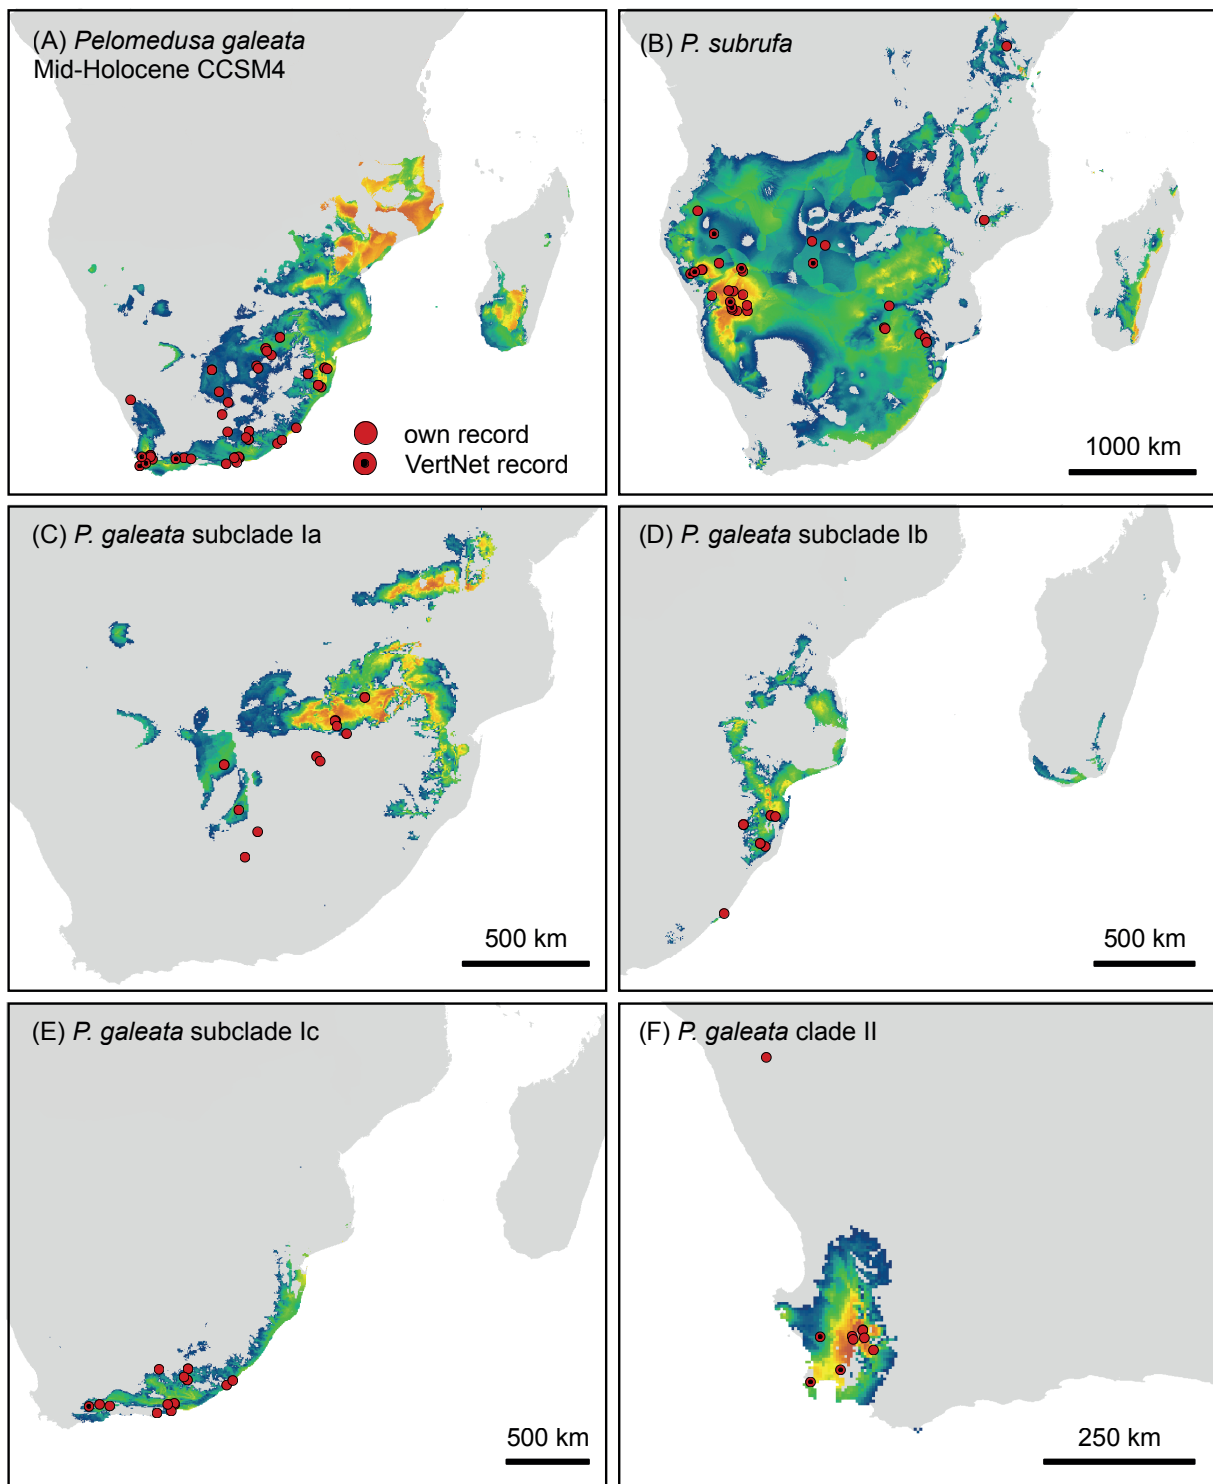 (A) Pelomedusa galeata
Mid-Holocene CCSM4
own record
VertNet record
(B) P. subrufa
1000 km
(C) P. galeata subclade Ia
500 km
(D) P. galeata subclade Ib
500 km
(E) P. galeata subclade Ic
500 km
(F) P. galeata clade II
250 km